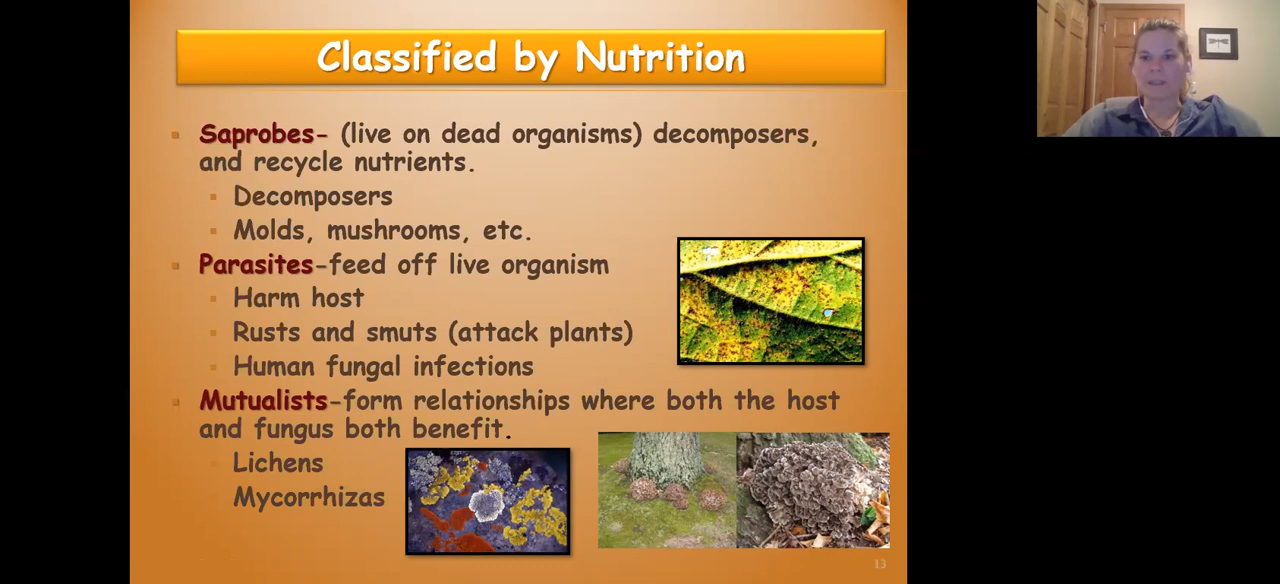 Classified by Nutrition
Saprobes- (live on dead organisms) decomposers,
and recycle nutrients.
Decomposers
Molds, mushrooms, etc.
Parasites-feed off live organism
Harm host
Rusts and smuts (attack plants)
Human fungal infections
Mutualists-form relationships where both the host
and fungus both benefit.
Lichens
Mycorrhizas
13